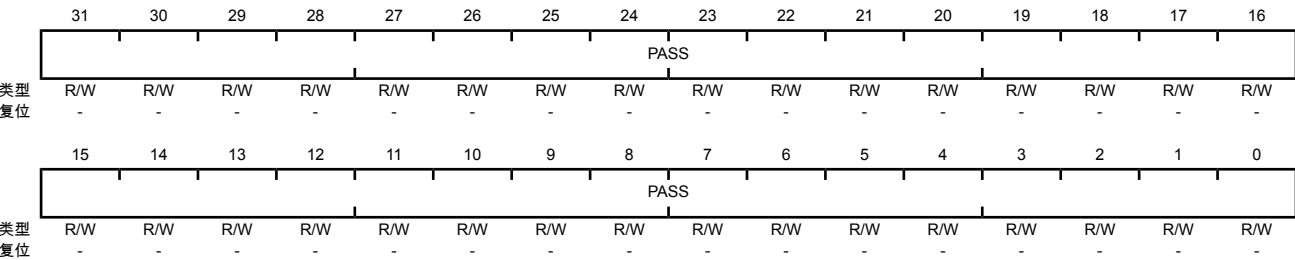 31 30 29 28 27 26 25 24 23 22 21 20 19 18 17 16
PASS
类型 R/W R/W R/W R/W R/W R/W R/W R/W R/W R/W R/W R/W R/W R/W R/W R/W
复位 - - - - - - - - - - - - - - - -
15 14 13 12 11 10 9 8 7 6 5 4 3 2 1 0
PASS
类型 R/W R/W R/W R/W R/W R/W R/W R/W R/W R/W R/W R/W R/W R/W R/W R/W
复位 - - - - - - - - - - - - - - - -